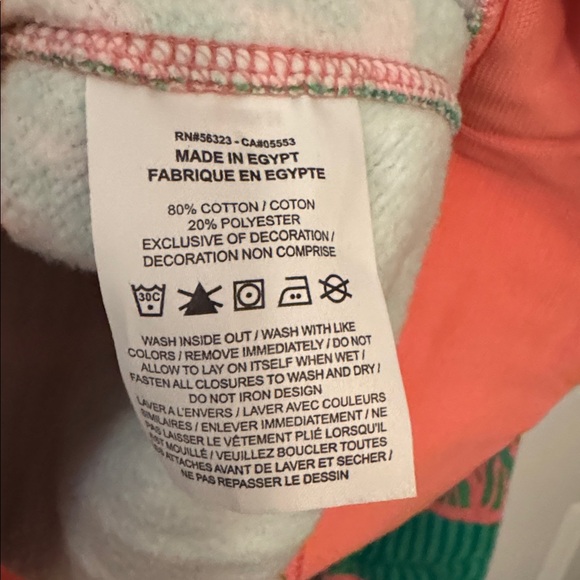 RN#56323 - CA#05553
MADE IN EGYPT
FABRIQUE EN EGYPTE
80% COTTON / COTON
20% POLYESTER
EXCLUSIVE OF DECORATION/
DECORATION NON COMPRISE
30C
WASH INSIDE OUT / WASH WITH LIKE
COLORS / REMOVE IMMEDIATELY / DO NOT
ALLOW TO LAY ON ITSELF WHEN WET /
FASTEN ALL CLOSURES TO WASH AND DRY /
DO NOT IRON DESIGN
LAVER A L'ENVERS / LAVER AVEC COULEURS
SIMILAIRES / ENLEVER IMMEDIATEMENT / NE
PAS LAISSER LE VÊTEMENT PLIÉ LORSQU'IL
EST MOUILLÉ / VEUILLEZ BOUCLER TOUTES
LES ATTACHES AVANT DE LAVER ET SECHER /
NE PAS REPASSER LE DESSIN